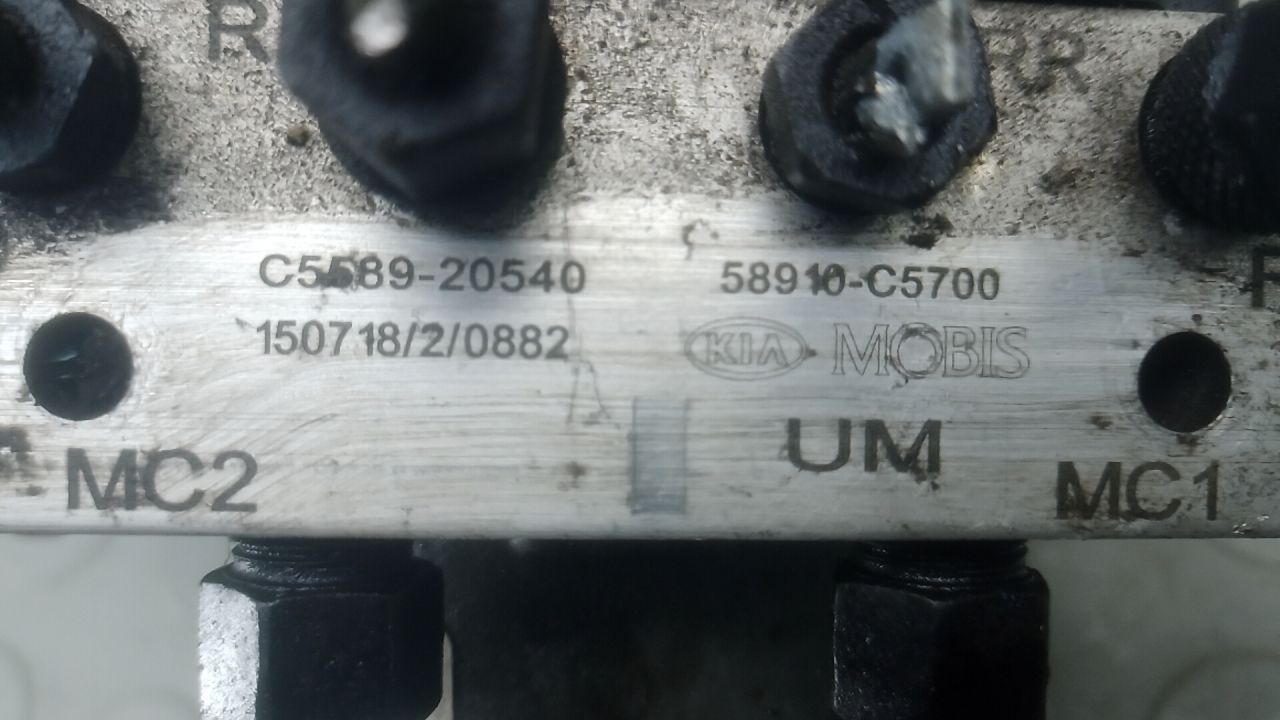 R
RR
C5589-20540
58910-C5700
150718/2/0882
KIA MOBIS
UM
MC2
MC1